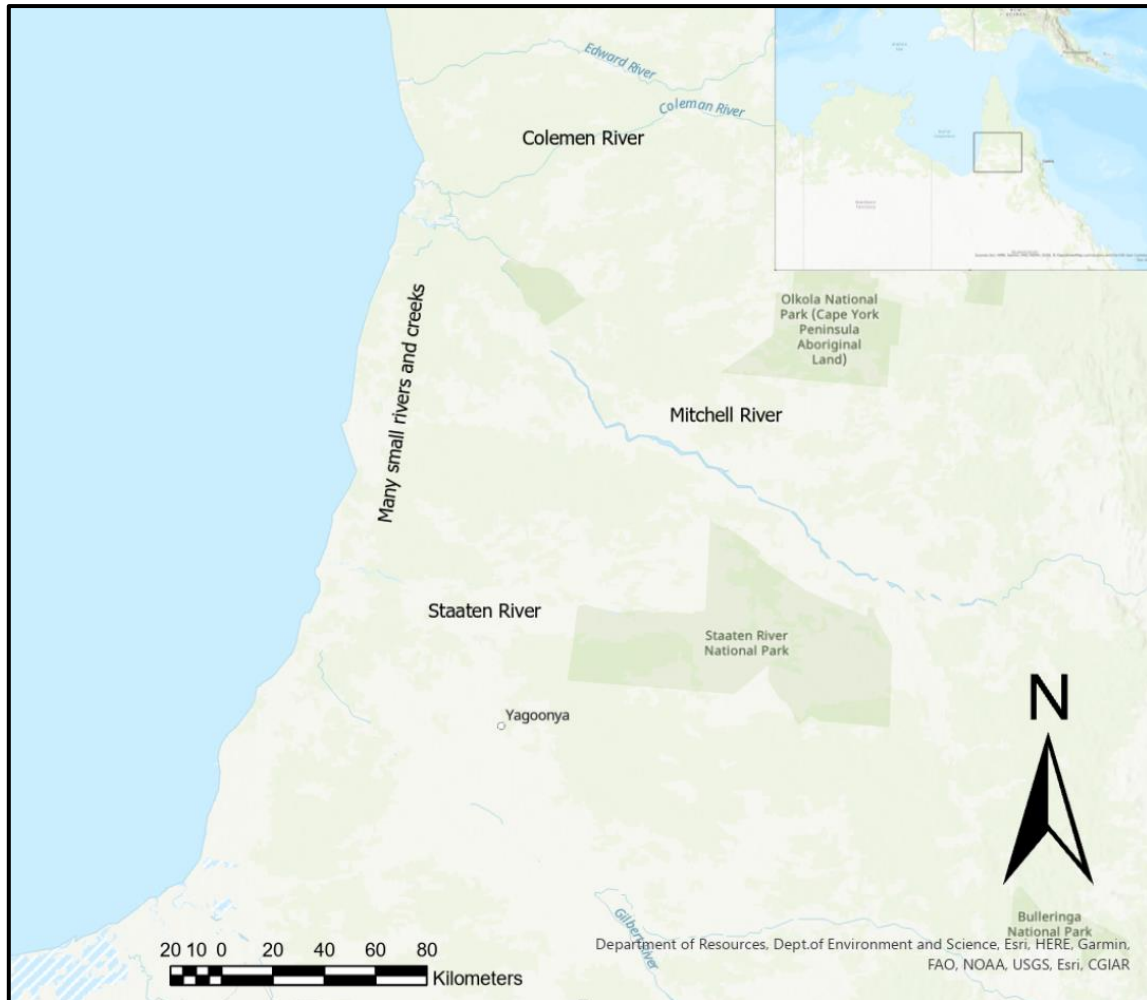 Edward River
Coleman River
Colemen River
Many small rivers and creeks
Olkola National
Park (Cape York
Peninsula
Aboriginal
Land)
Mitchell River
Staaten River
Staaten River
National Park
Yagoonya
N
Gilbert River
Bulleringa
National Park
20 10 0 20 40 60 80
Kilometers
Department of Resources, Dept.of Environment and Science, Esri, HERE, Garmin,
FAO, NOAA, USGS, Esri, CGIAR